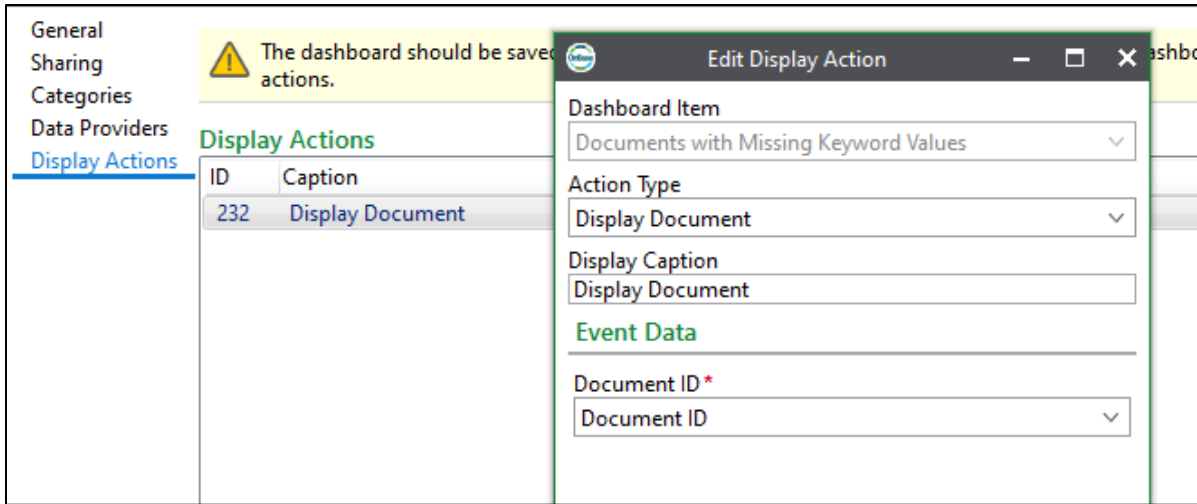 General
Sharing
Categories
Data Providers
Display Actions
The dashboard should be saved
actions.
Display Actions
ID Caption
232 Display Document
OnBase
Edit Display Action
Dashboard Item
Documents with Missing Keyword Values
Action Type
Display Document
Display Caption
Display Document
Event Data
Document ID*
Document ID